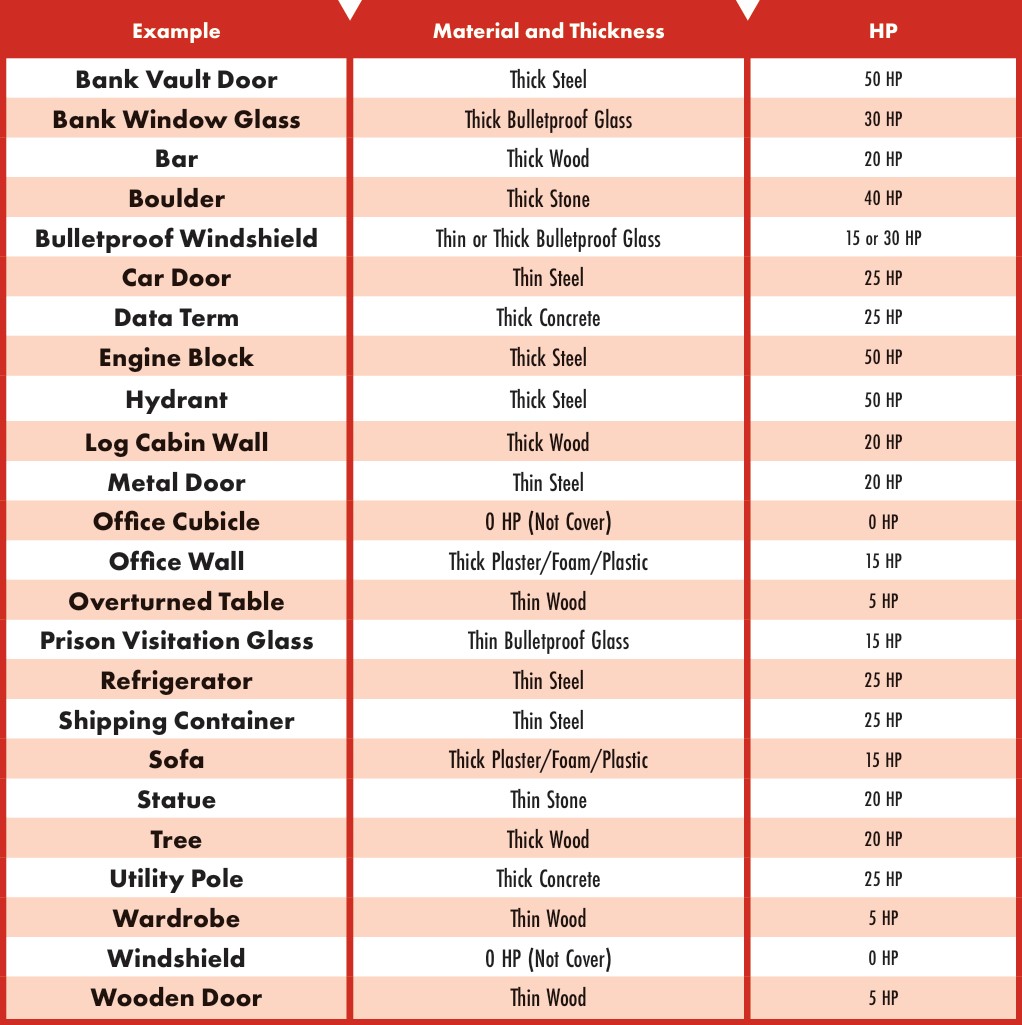 Example Material and Thickness HP
Bank Vault Door Thick Steel 50 HP
Bank Window Glass Thick Bulletproof Glass 30 HP
Bar Thick Wood 20 HP
Boulder Thick Stone 40 HP
Bulletproof Windshield Thin or Thick Bulletproof Glass 15 or 30 HP
Car Door Thin Steel 25 HP
Data Term Thick Concrete 25 HP
Engine Block Thick Steel 50 HP
Hydrant Thick Steel 50 HP
Log Cabin Wall Thick Wood 20 HP
Metal Door Thin Steel 20 HP
Office Cubicle 0 HP (Not Cover) 0 HP
Office Wall Thick Plaster/Foam/Plastic 15 HP
Overturned Table Thin Wood 5 HP
Prison Visitation Glass Thin Bulletproof Glass 15 HP
Refrigerator Thin Steel 25 HP
Shipping Container Thin Steel 25 HP
Sofa Thick Plaster/Foam/Plastic 15 HP
Statue Thin Stone 20 HP
Tree Thick Wood 20 HP
Utility Pole Thick Concrete 25 HP
Wardrobe Thin Wood 5 HP
Windshield 0 HP (Not Cover) 0 HP
Wooden Door Thin Wood 5 HP